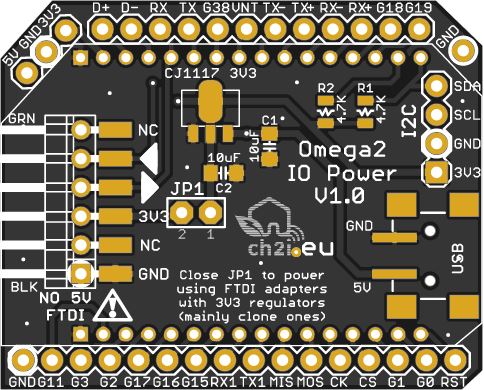 D+ D- RX TX G38 VNT TX- TX+ RX- RX+ G18 G19
5V GND 3V3
GND
CJ1117 3V3
R2 R1
4.7K 4.7K
SDA
SCL
GND
3V3
I2C
GRN
NC
C1
10uF
10uF
C2
Omega2
IO Power
V1.0
JP1
2 1
3V3
NC
GND
ch2i.eu
GND
5V
USB
BLK
NO 5V
FTDI
Close JP1 to power
using FTDI adapters
with 3V3 regulators
(mainly clone ones)
GND G11 G3 G2 G17 G16 G15 RX1 TX1 MIS MOS CK CS G1 G0 RST